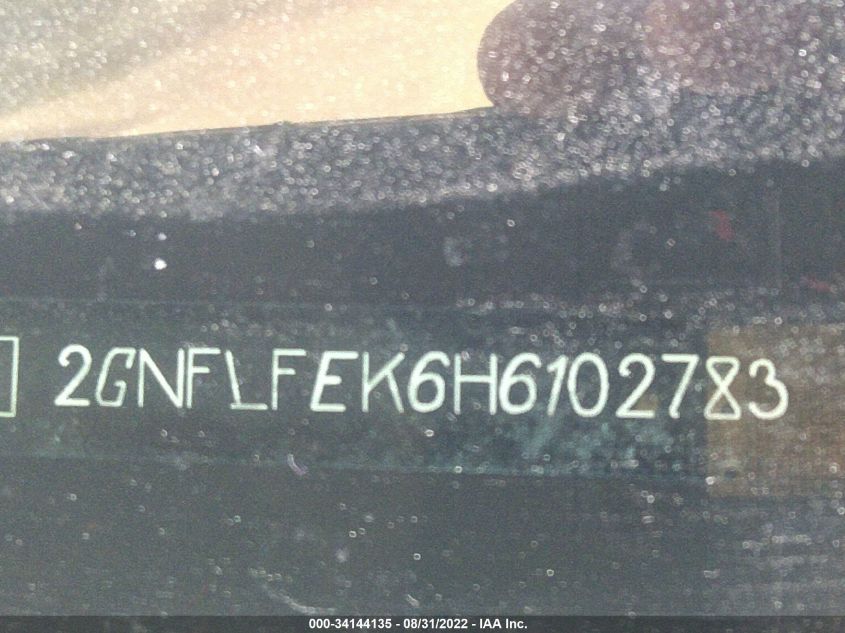 2GNFLFEK6H6102783
000-34144135 - 08/31/2022 - IAA Inc.